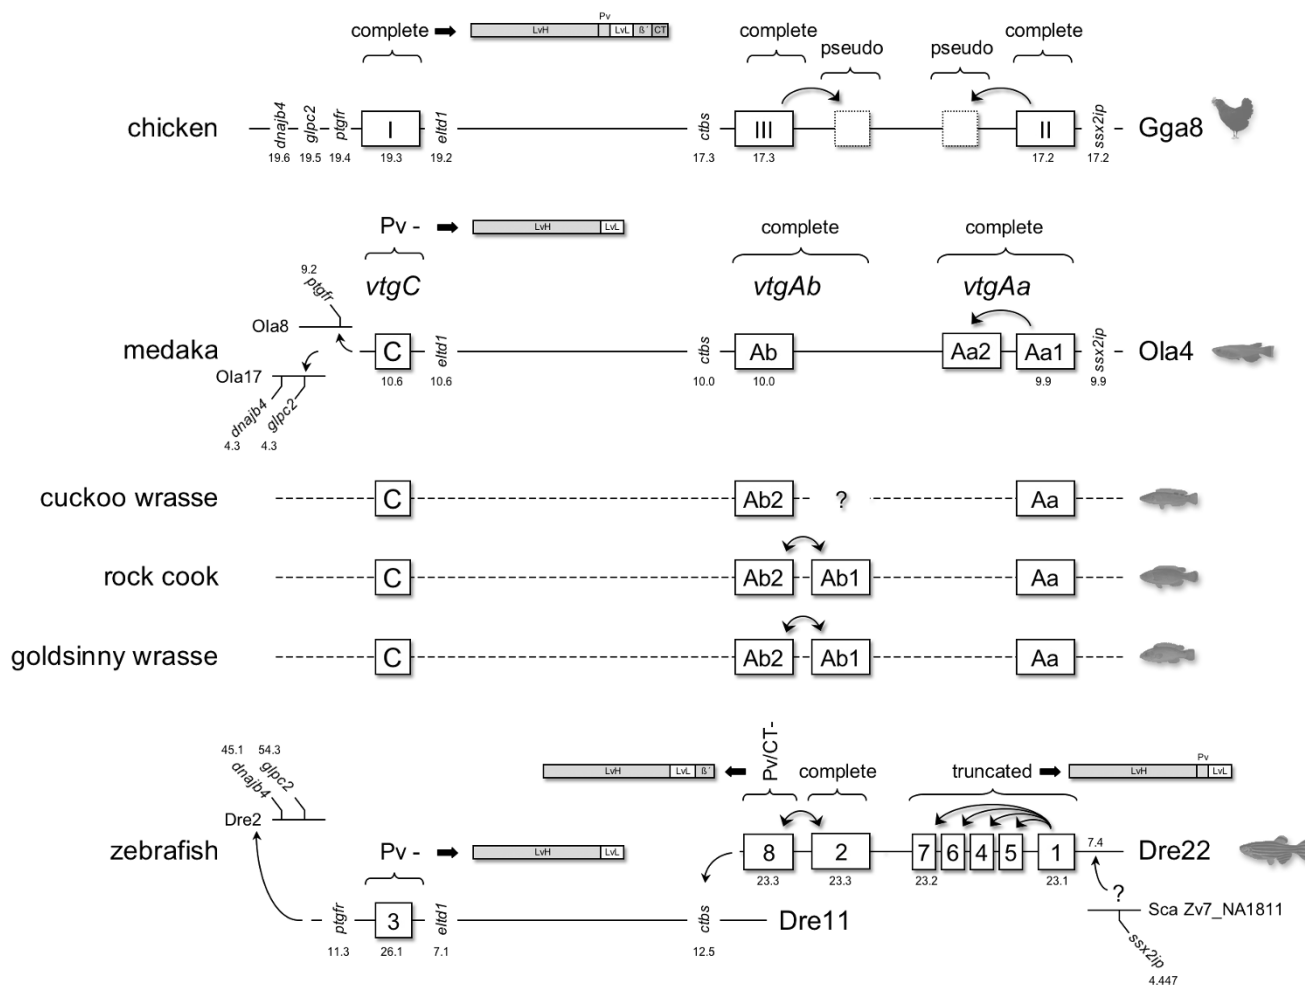 complete
LvH
Pv
LvL
ß´
CT
complete
pseudo
pseudo
complete
chicken
dnajb4
glpc2
ptgfr
I
eltd1
ctbs
III
II
ssx2ip
Gga8
19.6
19.5
19.4
19.3
19.2
17.3
17.3
17.2
17.2
Pv -
LvH
LvL
complete
complete
vtgC
vtgAb
vtgAa
9.2
ptgfr
Ola8
medaka
C
eltd1
ctbs
Ab
Aa2
Aa1
ssx2ip
Ola4
10.6
10.6
10.0
10.0
9.9
9.9
Ola17
dnajb4
glpc2
4.3
4.3
cuckoo wrasse
C
Ab2
?
Aa
rock cook
C
Ab2
Ab1
Aa
goldsinny wrasse
C
Ab2
Ab1
Aa
45.1
54.3
dnajb4
glpc2
Dre2
LvH
LvL
ß´
Pv/CT-
complete
truncated
LvH
Pv
LvL
zebrafish
Pv -
LvH
LvL
8
2
7
6
4
5
1
7.4
Dre22
23.3
23.3
23.2
23.1
ptgfr
3
eltd1
ctbs
Dre11
?
Sca Zv7_NA1811
ssx2ip
4.447
11.3
26.1
7.1
12.5